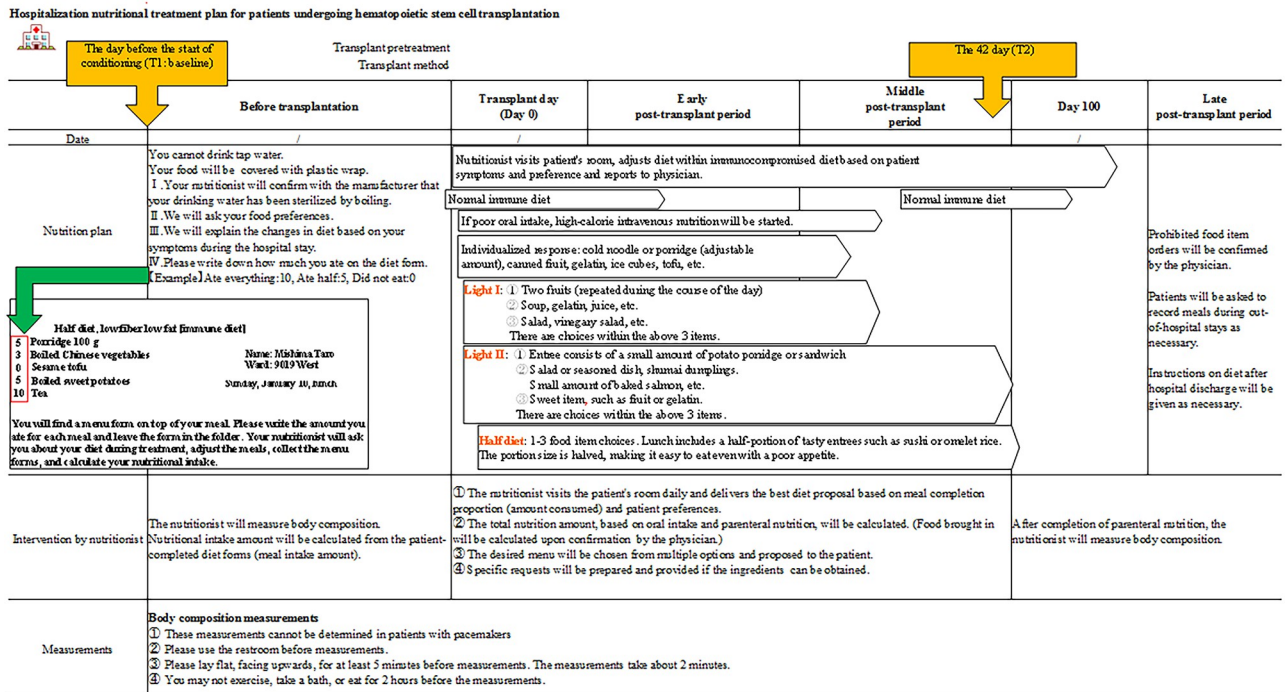 Hospitalization nutritional treatment plan for patients undergoing hematopoietic stem cell transplantation
The day before the start of
conditioning (T1: baseline)
Transplant pretreatment
Transplant method
The 42 day (T2)
Before transplantation
Transplant day
(Day 0)
Early
post-transplant period
Middle
post-transplant
period
Day 100
Late
post-transplant period
Date
/
/
/
Nutrition plan
You cannot drink tap water.
Your food will be covered with plastic wrap.
Ⅰ.Your nutritionist will confirm with the manufacturer that
your drinking water has been sterilized by boiling.
Ⅱ.We will ask your food preferences.
Ⅲ.We will explain the changes in diet based on your
symptoms during the hospital stay.
Ⅳ.Please write down how much you ate on the diet form.
【Example】Ate everything:10, Ate half:5, Did not eat:0
Half diet, low fiber low fat [immune diet]
5 Porridge 100 g
3 Boiled Chinese vegetables
0 Sesame tofu
5 Boiled sweet potatoes
10 Tea
Name: Mishima Taro
Ward: 9019 West
Sunday, January 10, lunch
You will find a menu form on top of your meal. Please write the amount you
ate for each meal and leave the form in the folder. Your nutritionist will ask
you about your diet during treatment, adjust the meals, collect the menu
forms, and calculate your nutritional intake.
Nutritionist visits patient's room, adjusts diet within immunocompromised diet based on patient
symptoms and preference and reports to physician.
Normal immune diet
Normal immune diet
If poor oral intake, high-calorie intravenous nutrition will be started.
Individualized response: cold noodle or porridge (adjustable
amount), canned fruit, gelatin, ice cubes, tofu, etc.
Light I: ① Two fruits (repeated during the course of the day)
② Soup, gelatin, juice, etc.
③ Salad, vinegary salad, etc.
There are choices within the above 3 items.
Light II: ① Entree consists of a small amount of potato porridge or sandwich
② Salad or seasoned dish, shumai dumplings.
Small amount of baked salmon, etc.
③ Sweet item, such as fruit or gelatin.
There are choices within the above 3 items.
Half diet: 1-3 food item choices. Lunch includes a half-portion of tasty entrees such as sushi or omelet rice.
The portion size is halved, making it easy to eat even with a poor appetite.
Prohibited food item
orders will be confirmed
by the physician.
Patients will be asked to
record meals during out-
of-hospital stays as
necessary.
Instructions on diet after
hospital discharge will be
given as necessary.
Intervention by nutritionist
The nutritionist will measure body composition.
Nutritional intake amount will be calculated from the patient-
completed diet forms (meal intake amount).
① The nutritionist visits the patient's room daily and delivers the best diet proposal based on meal completion
proportion (amount consumed) and patient preferences.
② The total nutrition amount, based on oral intake and parenteral nutrition, will be calculated. (Food brought in
will be calculated upon confirmation by the physician.)
③ The desired menu will be chosen from multiple options and proposed to the patient.
④ Specific requests will be prepared and provided if the ingredients can be obtained.
After completion of parenteral nutrition, the
nutritionist will measure body composition.
Measurements
Body composition measurements
① These measurements cannot be determined in patients with pacemakers
② Please use the restroom before measurements.
③ Please lay flat, facing upwards, for at least 5 minutes before measurements. The measurements take about 2 minutes.
④ You may not exercise, take a bath, or eat for 2 hours before the measurements.